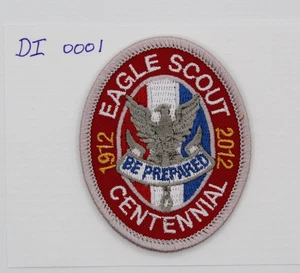 DI 0001
EAGLE SCOUT
1912
2012
BE PREPARED
CENTENNIAL